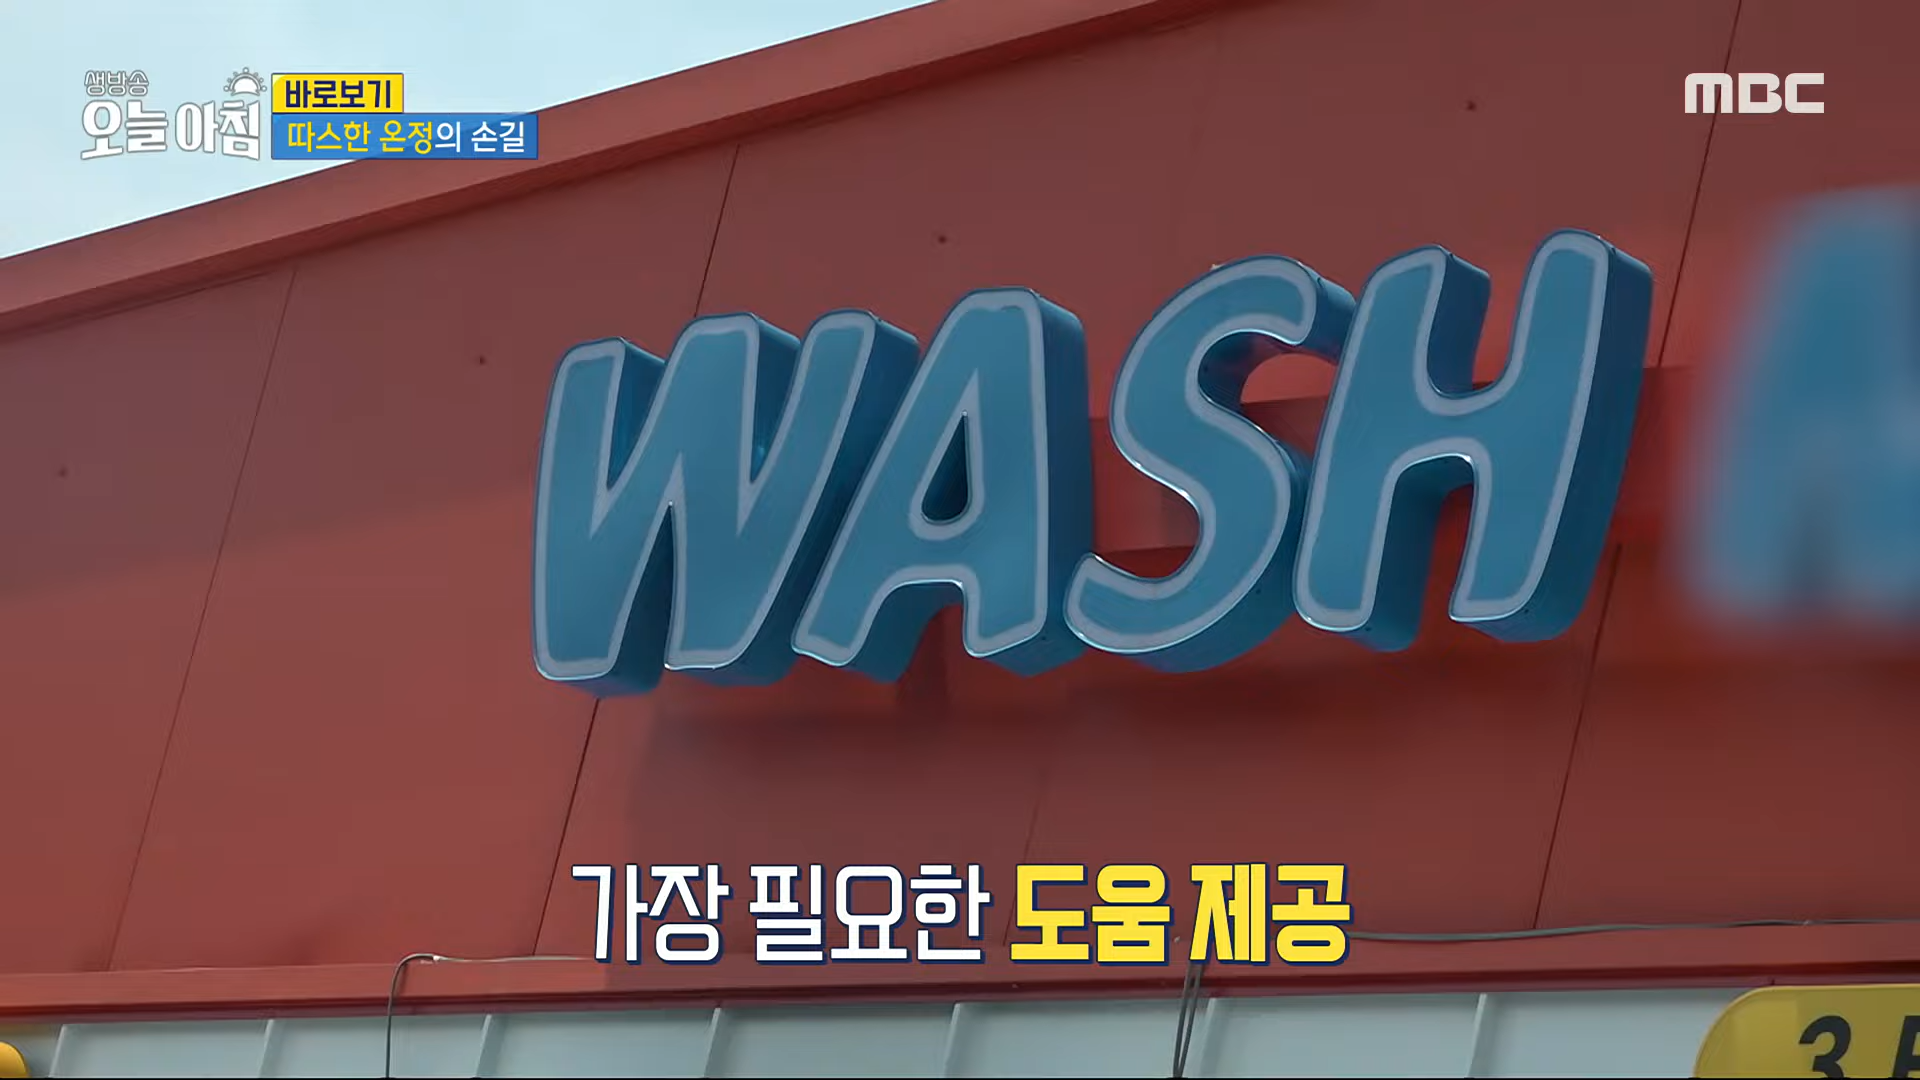 생방송
오늘 아침
바로보기
따스한 온정의 손길
MBC
WASH
가장 필요한 도움 제공
3